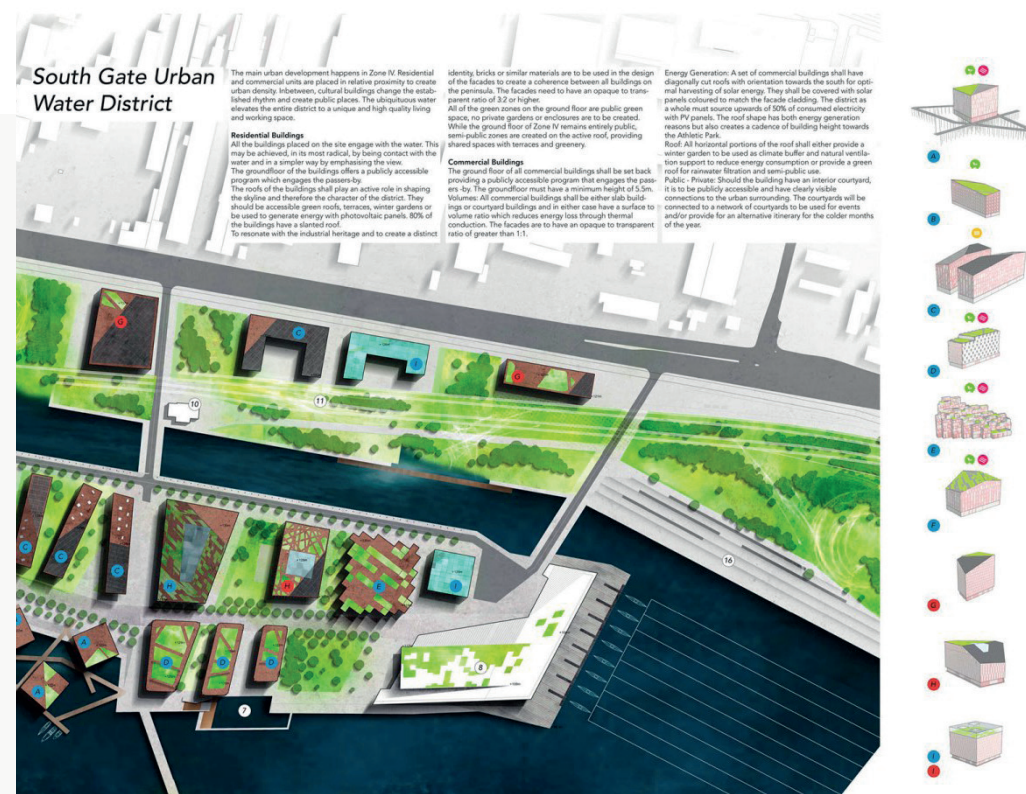 South Gate Urban
Water District
The main urban development happens in Zone IV. Residential
and commercial units are placed in relative proximity to create
urban density. Inbetween, cultural buildings change the estab-
lished rhythm and create public places. The ubiquitous water
elevates the entire district to a unique and high quality living
and working space.
Residential Buildings
All the buildings placed on the site engage with the water. This
may be achieved, in its most radical, by being contact with the
water and in a simpler way by emphasising the view.
The groundfloor of the buildings offers a publicly accessible
program which engages the passers-by.
The roofs of the buildings shall play an active role in shaping
the skyline and therefore the character of the district. They
should be accessible green roofs, terraces, winter gardens or
be used to generate energy with photovoltaic panels. 80% of
the buildings have a slanted roof.
To resonate with the industrial heritage and to create a distinct
identity, bricks or similar materials are to be used in the design
of the facades to create a coherence between all buildings on
the peninsula. The facades need to have an opaque to trans-
parent ratio of 3:2 or higher.
All of the green zones on the ground floor are public green
space, no private gardens or enclosures are to be created.
While the ground floor of Zone IV remains entirely public,
semi-public zones are created on the active roof, providing
shared spaces with terraces and greenery.
Commercial Buildings
The ground floor of all commercial buildings shall be set back
providing a publicly accessible program that engages the pass-
ers -by. The groundfloor must have a minimum height of 5.5m.
Volumes: All commercial buildings shall be either slab build-
ings or courtyard buildings and in either case have a surface to
volume ratio which reduces energy loss through thermal
conduction. The facades are to have an opaque to transparent
ratio of greater than 1:1.
Energy Generation: A set of commercial buildings shall have
diagonally cut roofs with orientation towards the south for opti-
mal harvesting of solar energy. They shall be covered with solar
panels coloured to match the facade cladding. The district as
a whole must source upwards of 50% of consumed electricity
with PV panels. The roof shape has both energy generation
reasons but also creates a cadence of building height towards
the Athletic Park.
Roof: All horizontal portions of the roof shall either provide a
winter garden to be used as climate buffer and natural ventila-
tion support to reduce energy consumption or provide a green
roof for rainwater filtration and semi-public use.
Public - Private: Should the building have an interior courtyard,
it is to be publicly accessible and have clearly visible
connections to the urban surrounding. The courtyards will be
connected to a network of courtyards to be used for events
and/or provide for an alternative itinerary for the colder months
of the year.
G
C
I
G
10
11
C
C
C
H
H
E
I
16
A
A
D
D
D
8
7
A
B
C
D
E
F
G
H
I
I